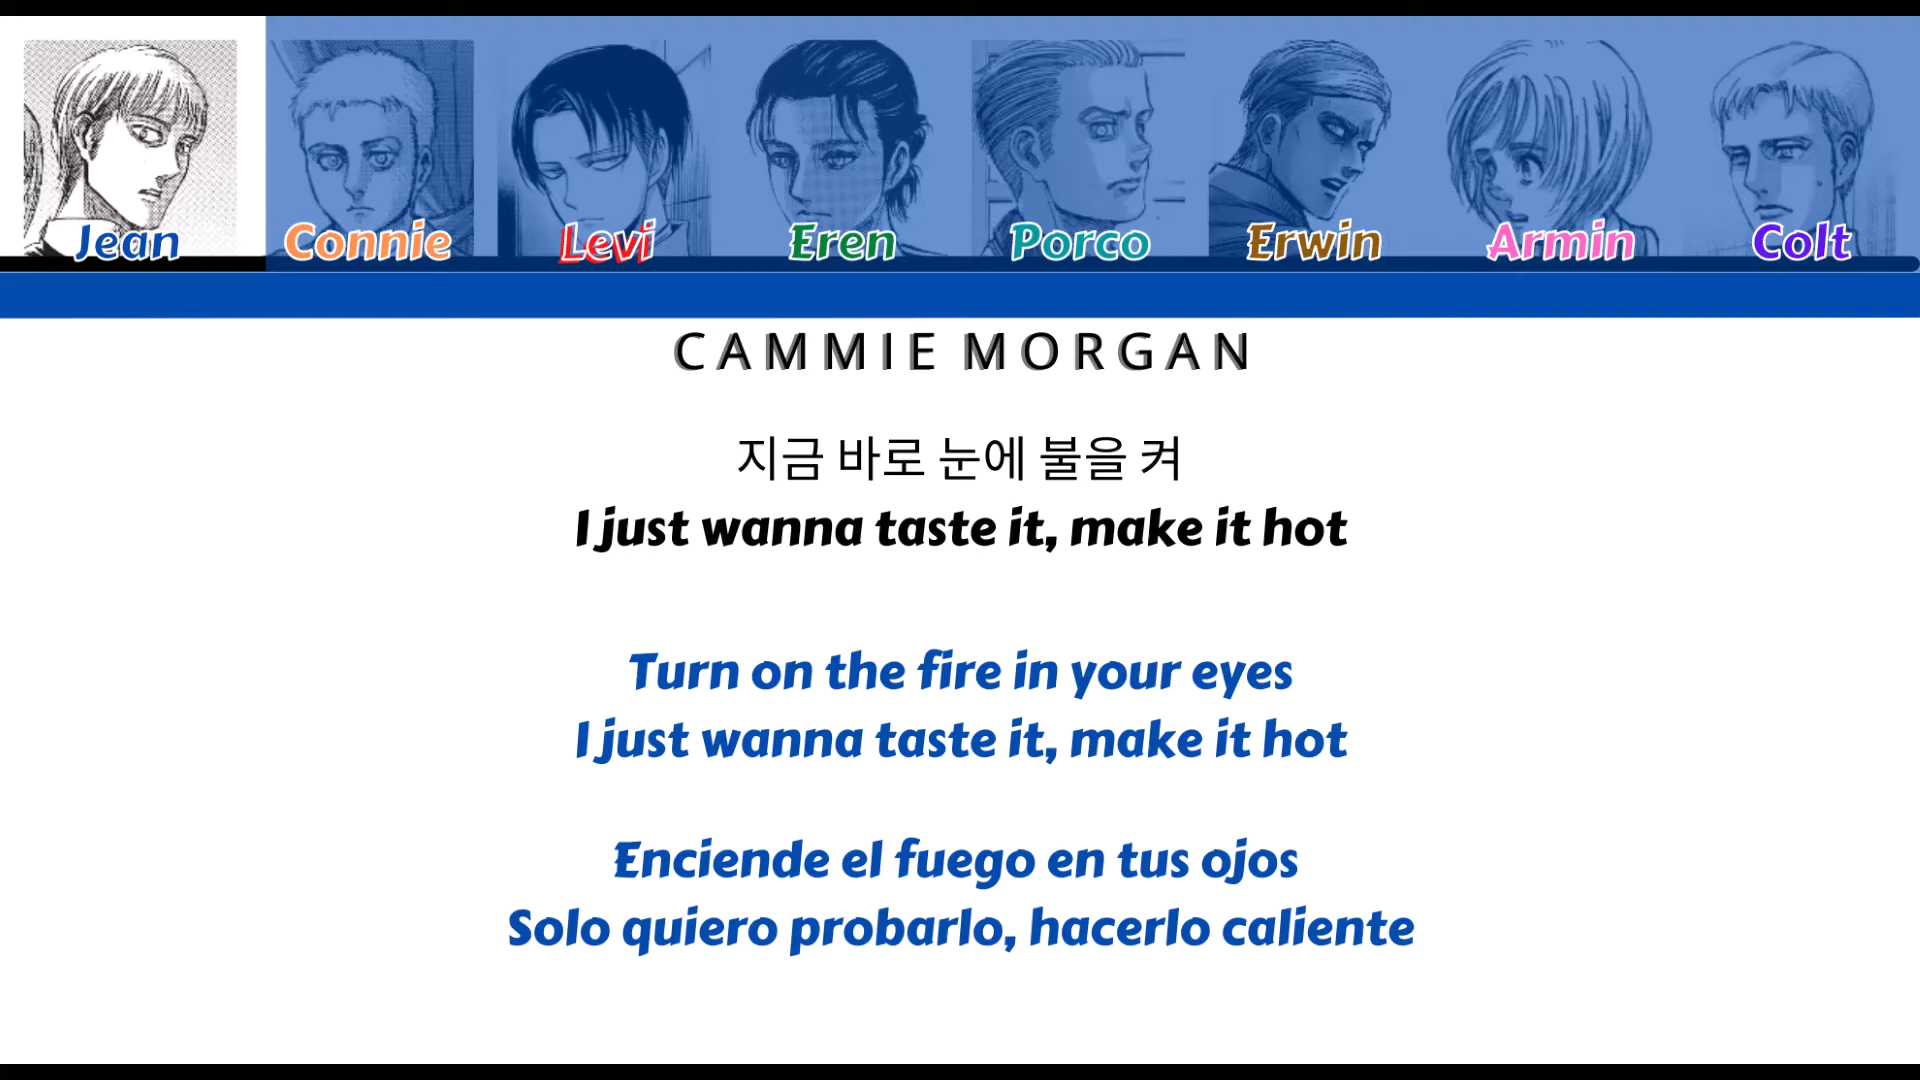 Jean Connie Levi Eren Porco Erwin Armin Colt
CAMMIE MORGAN
지금 바로 눈에 불을 켜
I just wanna taste it, make it hot
Turn on the fire in your eyes
I just wanna taste it, make it hot
Enciende el fuego en tus ojos
Solo quiero probarlo, hacerlo caliente